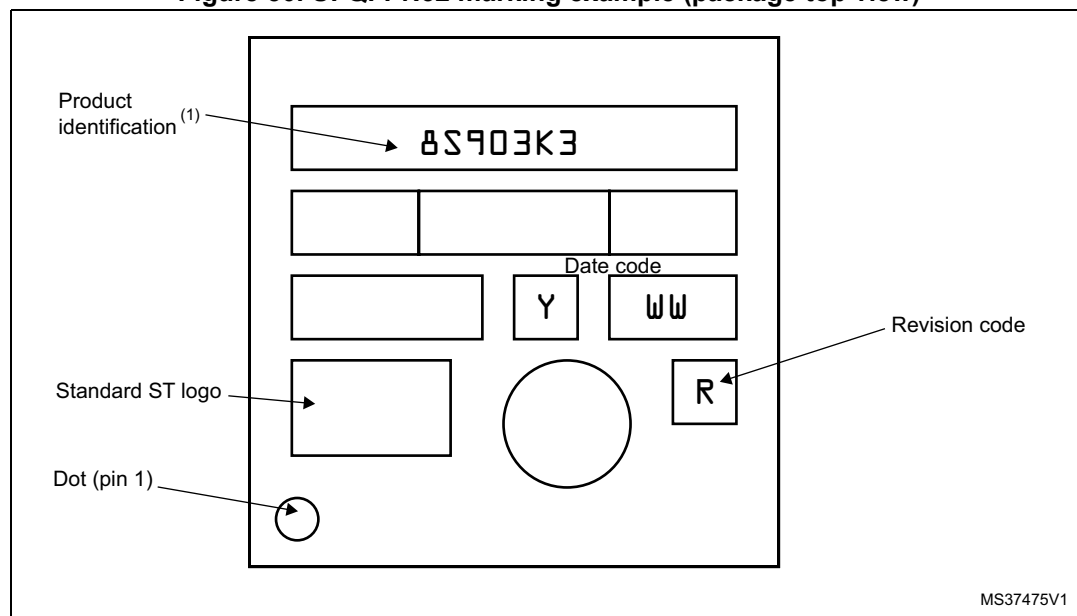 Product
identification (1)
8S903K3
Date code
Y
WW
Revision code
R
Standard ST logo
Dot (pin 1)
MS37475V1